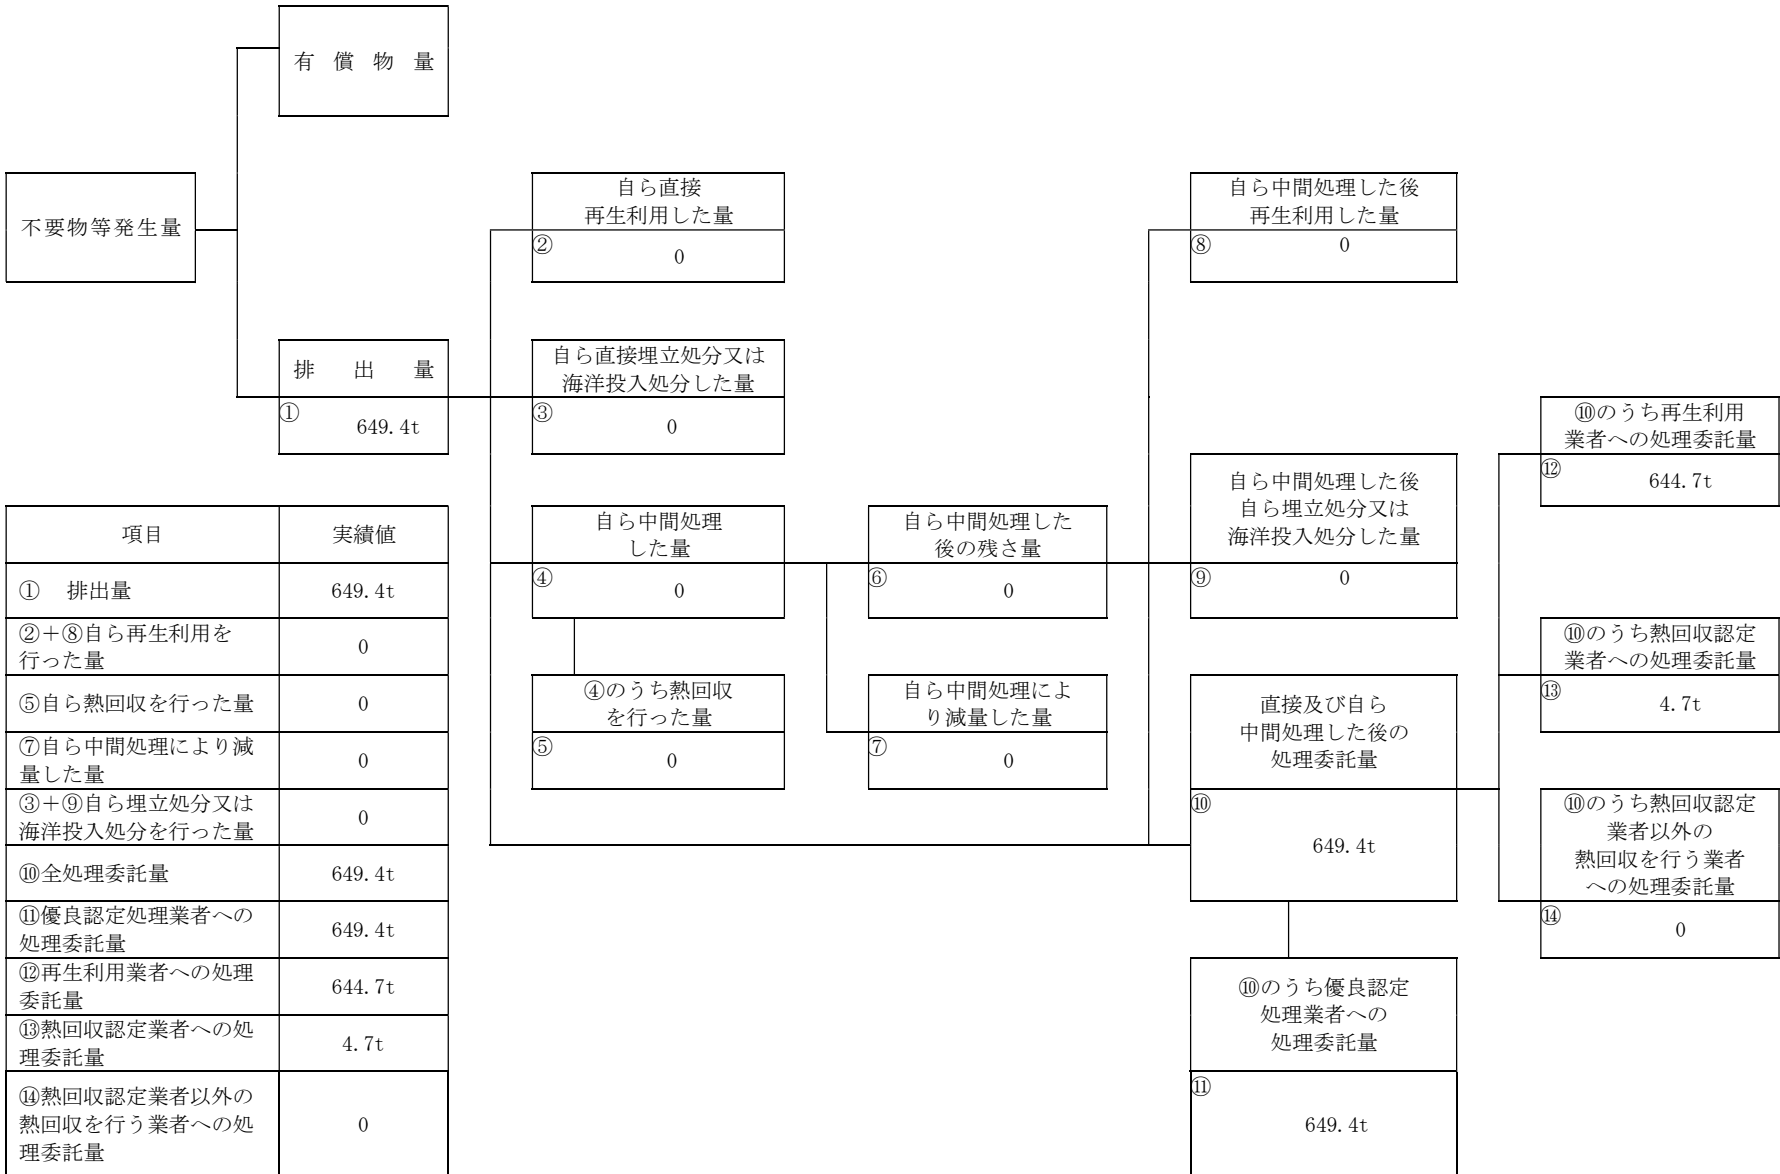 有償物量
不要物等発生量
自ら直接
再生利用した量
②
0
自ら中間処理した後
再生利用した量
⑧
0
排出量
①
649.4t
自ら直接埋立処分又は
海洋投入処分した量
③
0
⑩のうち再生利用
業者への処理委託量
⑫
644.7t
自ら中間処理
した量
④
0
自ら中間処理した
後の残さ量
⑥
0
自ら中間処理した後
自ら埋立処分又は
海洋投入処分した量
⑨
0
⑩のうち熱回収認定
業者への処理委託量
⑬
4.7t
④のうち熱回収
を行った量
⑤
0
自ら中間処理によ
り減量した量
⑦
0
直接及び自ら
中間処理した後の
処理委託量
⑩
649.4t
⑩のうち熱回収認定
業者以外の
熱回収を行う業者
への処理委託量
⑭
0
⑩のうち優良認定
処理業者への
処理委託量
⑪
649.4t
項目 実績値
① 排出量 649.4t
②＋⑧自ら再生利用を
行った量
0
⑤自ら熱回収を行った量 0
⑦自ら中間処理により減
量した量
0
③＋⑨自ら埋立処分又は
海洋投入処分を行った量
0
⑩全処理委託量 649.4t
⑪優良認定処理業者への
処理委託量
649.4t
⑫再生利用業者への処理
委託量
644.7t
⑬熱回収認定業者への処
理委託量
4.7t
⑭熱回収認定業者以外の
熱回収を行う業者への処
理委託量
0